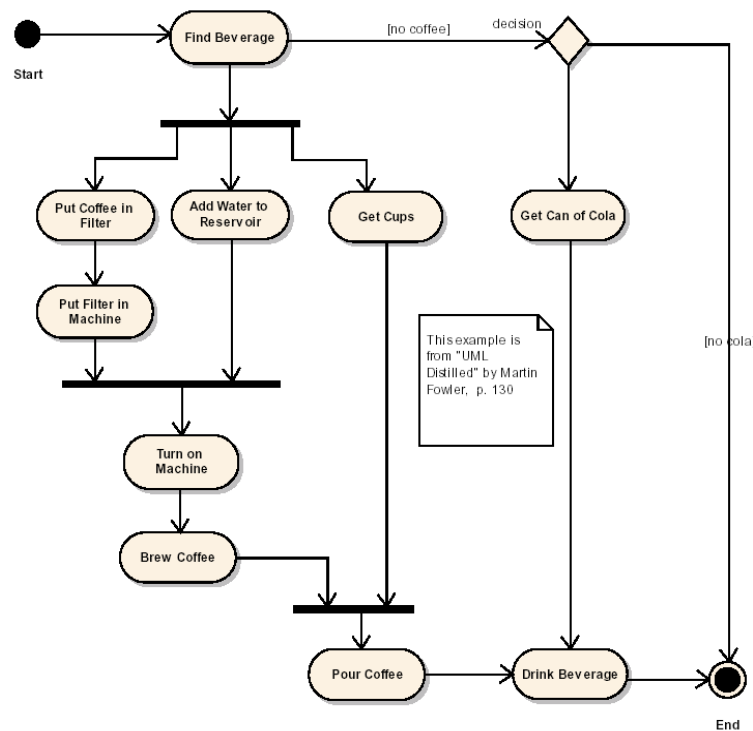 Find Beverage
[no coffee]
decision
Start
Put Coffee in
Filter
Add Water to
Reservoir
Get Cups
Get Can of Cola
Put Filter in
Machine
This example is
from "UML
Distilled" by Martin
Fowler, p. 130
[no cola
Turn on
Machine
Brew Coffee
Pour Coffee
Drink Beverage
End